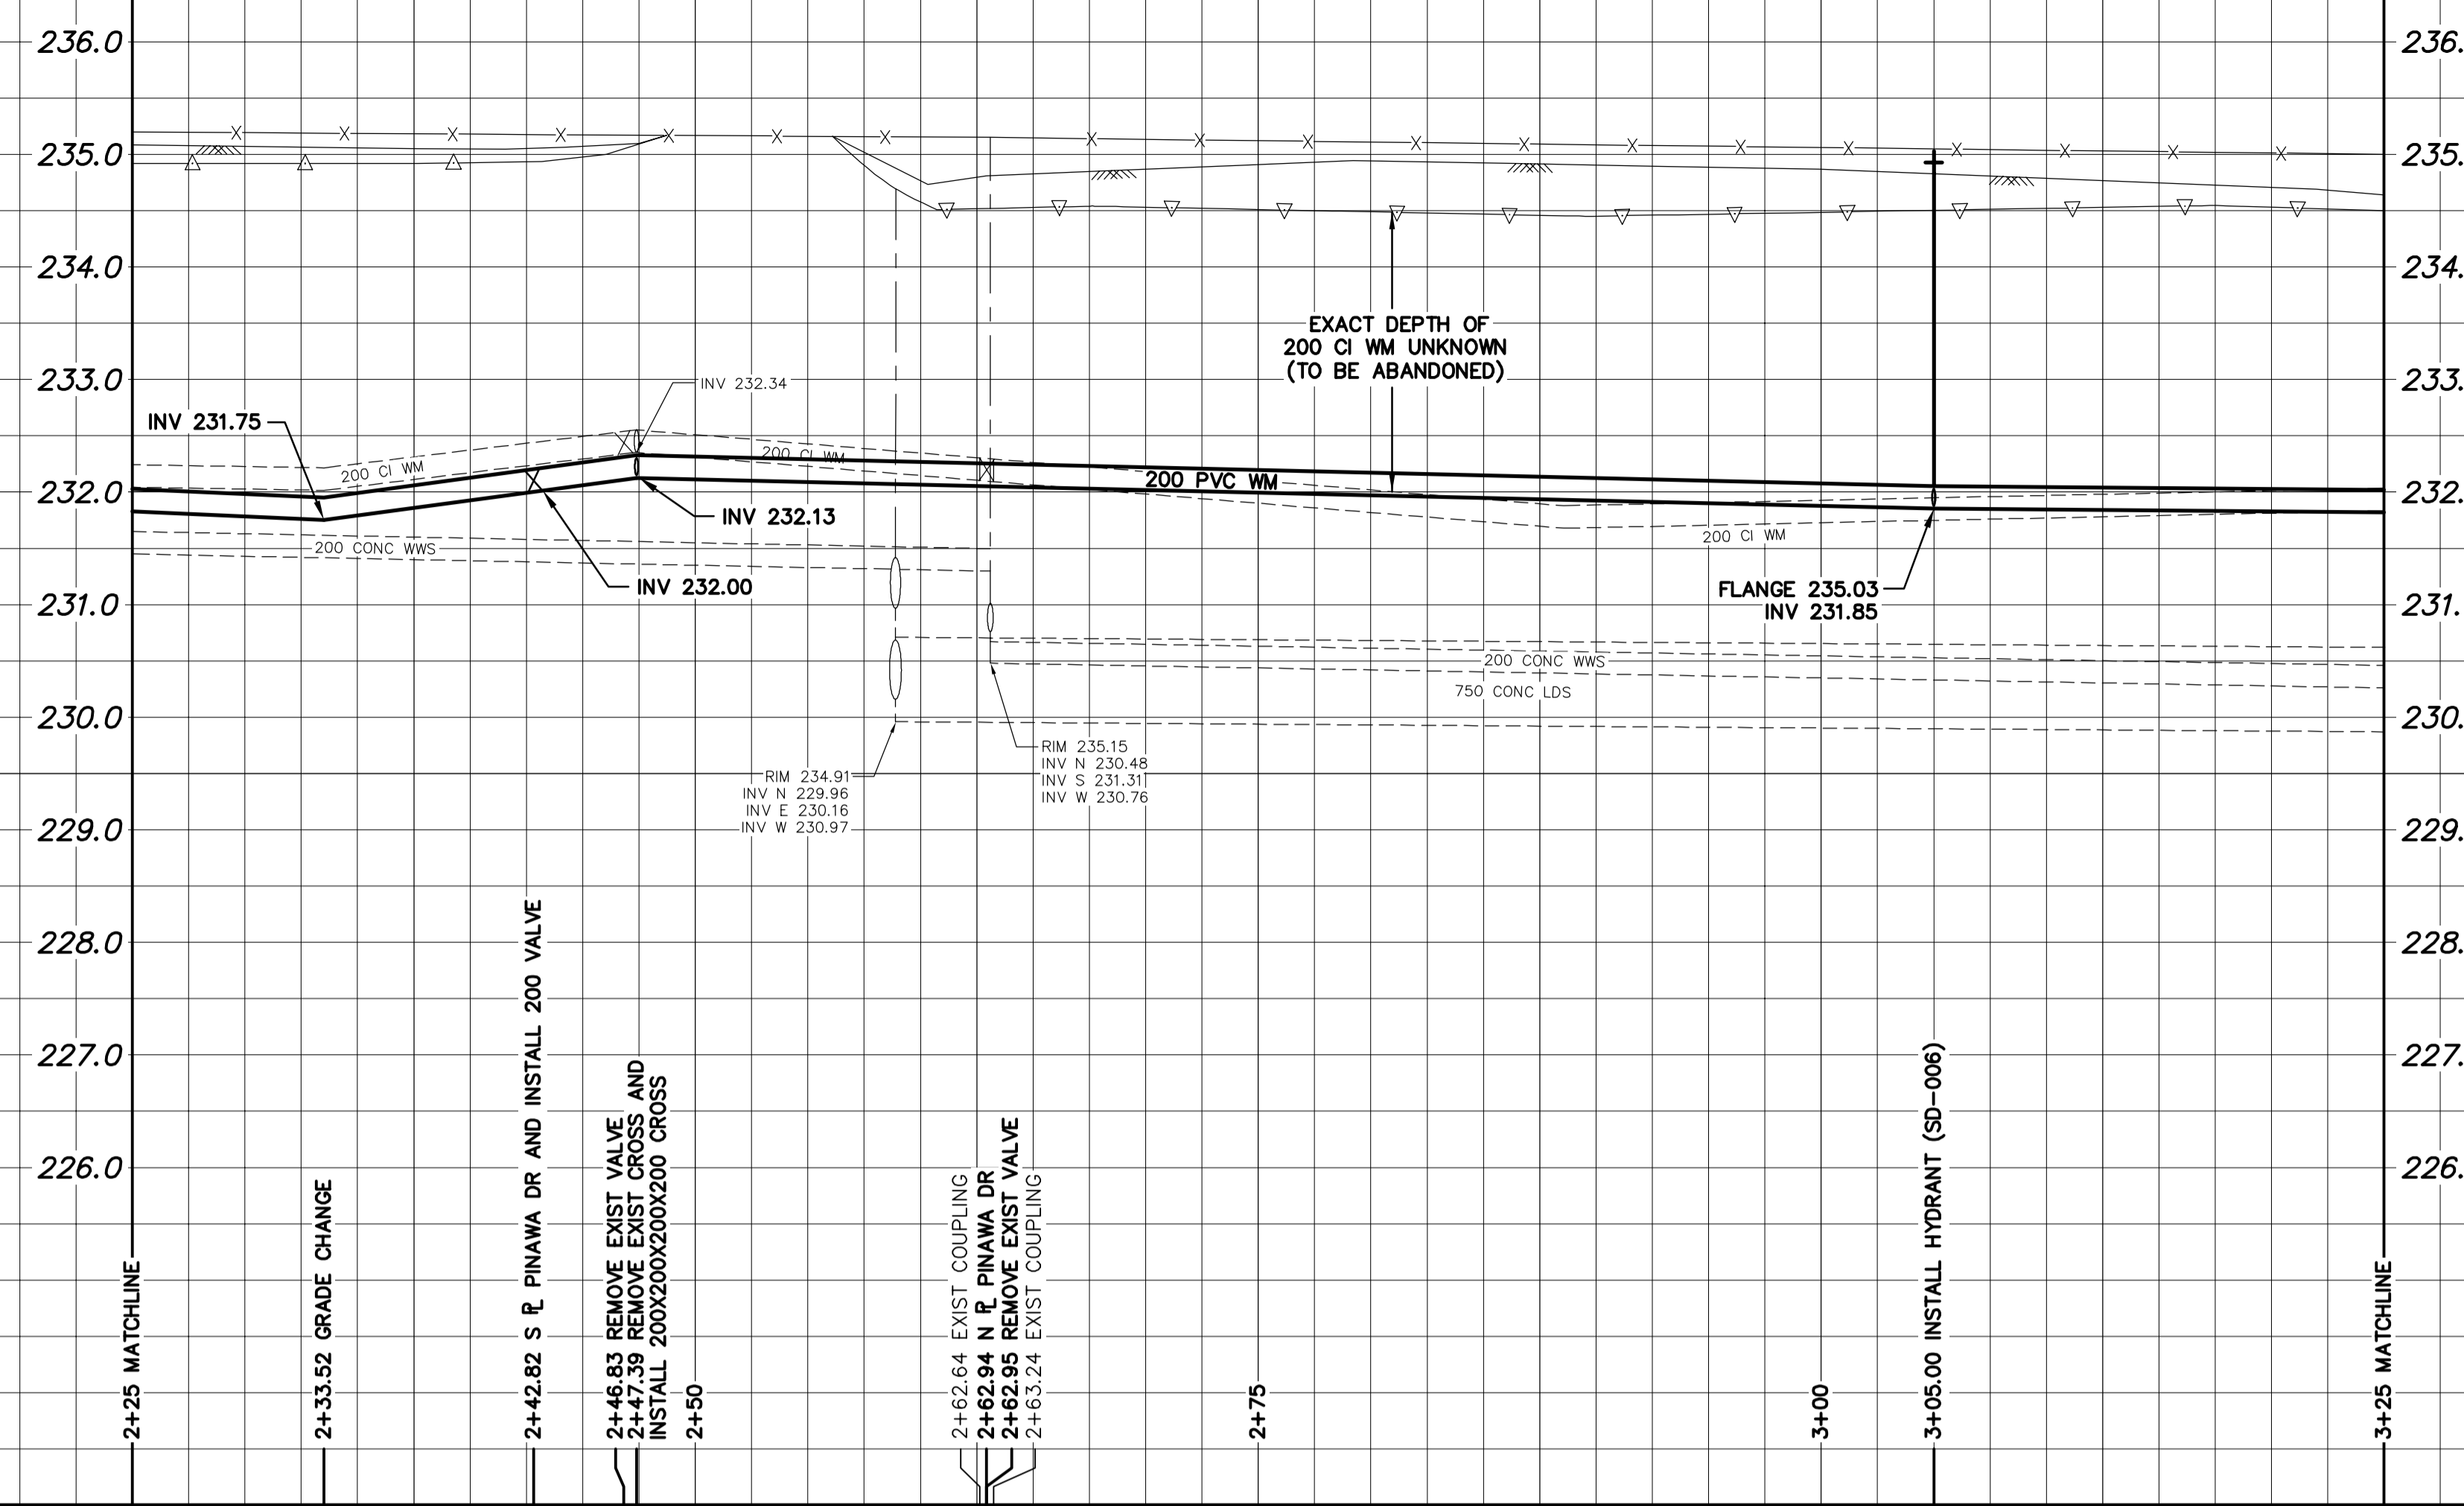 236.0
235.0
234.0
233.0
232.0
231.0
230.0
229.0
228.0
227.0
226.0
236.
235.
234.
233.
232.
231.
230.
229.
228.
227.
226.
INV 231.75
INV 232.34
200 CI WM
200 CI WM
200 CONC WWS
INV 232.13
INV 232.00
EXACT DEPTH OF
200 CI WM UNKNOWN
(TO BE ABANDONED)
200 PVC WM
200 CI WM
FLANGE 235.03
INV 231.85
200 CONC WWS
750 CONC LDS
RIM 235.15
INV N 230.48
INV S 231.31
INV W 230.76
RIM 234.91
INV N 229.96
INV E 230.16
INV W 230.97
2+25 MATCHLINE
2+33.52 GRADE CHANGE
2+42.82 S PL PINAWA DR AND INSTALL 200 VALVE
2+46.83 REMOVE EXIST VALVE
2+47.39 REMOVE EXIST CROSS AND
INSTALL 200X200X200X200 CROSS
2+50
2+62.64 EXIST COUPLING
2+62.94 N PL PINAWA DR
2+62.95 REMOVE EXIST VALVE
2+63.24 EXIST COUPLING
2+75
3+00
3+05.00 INSTALL HYDRANT (SD-006)
3+25 MATCHLINE